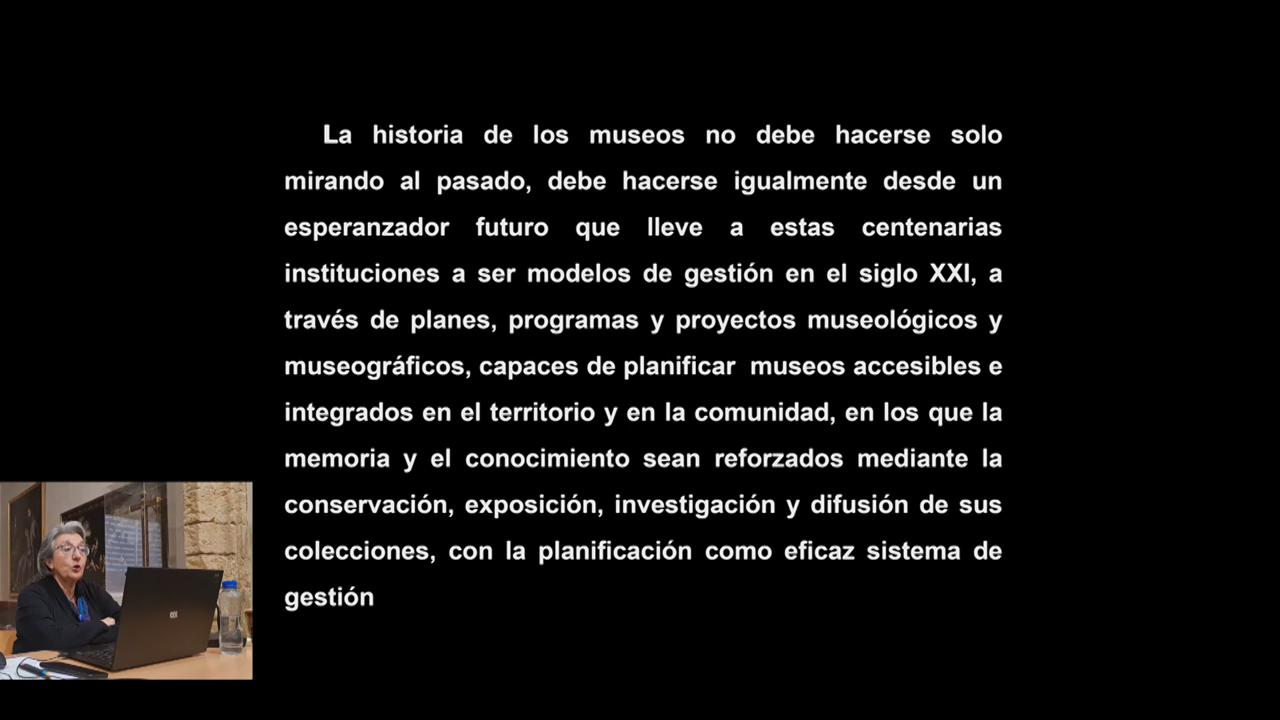 La historia de los museos no debe hacerse solo
mirando al pasado, debe hacerse igualmente desde un
esperanzador futuro que lleve a estas centenarias
instituciones a ser modelos de gestión en el siglo XXI, a
través de planes, programas y proyectos museológicos y
museográficos, capaces de planificar  museos accesibles e
integrados en el territorio y en la comunidad, en los que la
memoria y el conocimiento sean reforzados mediante la
conservación, exposición, investigación y difusión de sus
colecciones, con la planificación como eficaz sistema de
gestión